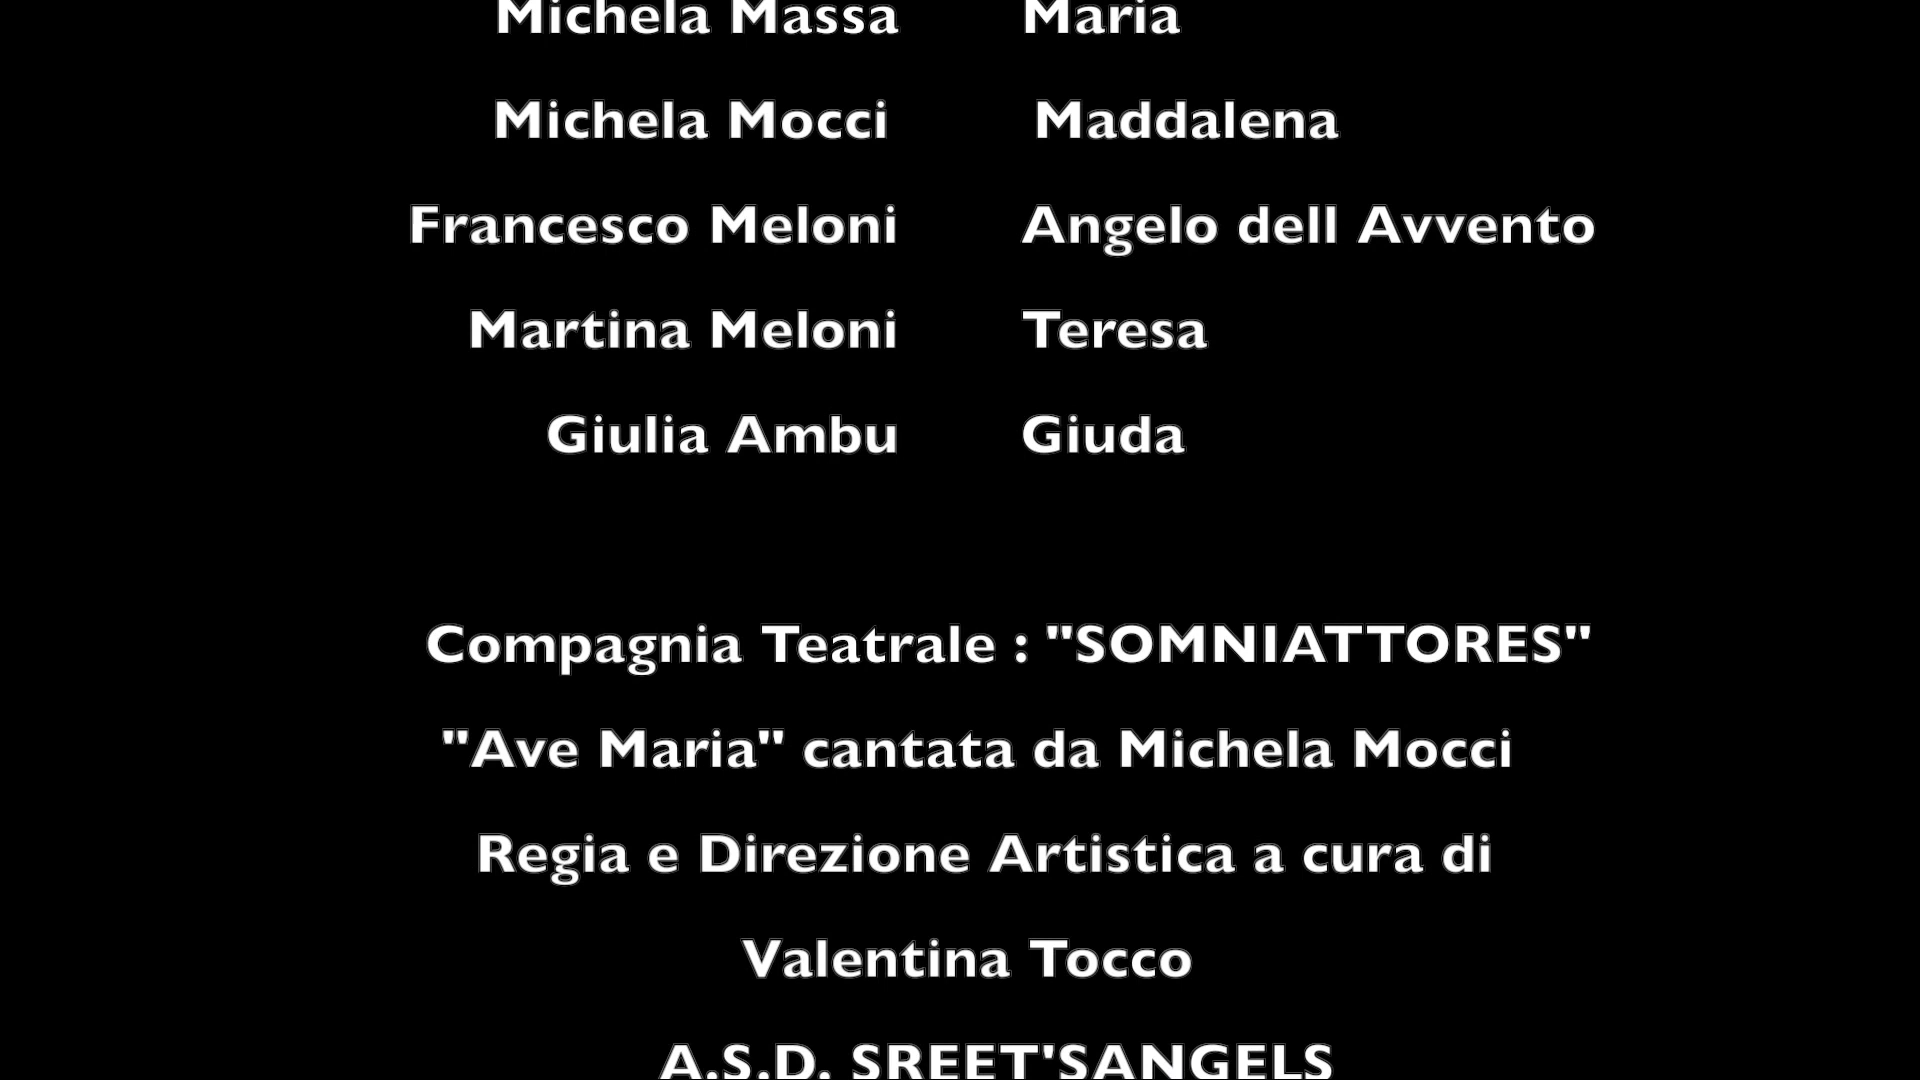 Michela Massa Maria
Michela Mocci Maddalena
Francesco Meloni Angelo dell Avvento
Martina Meloni Teresa
Giulia Ambu Giuda
Compagnia Teatrale : "SOMNIATTORES"
"Ave Maria" cantata da Michela Mocci
Regia e Direzione Artistica a cura di
Valentina Tocco
A.S.D. SREET'SANGELS